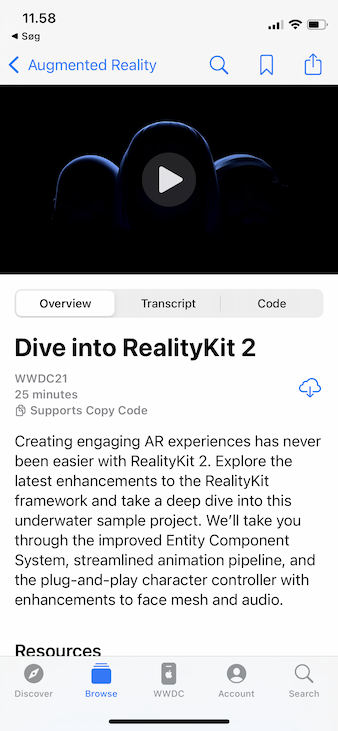 11.58
◀ Søg
Augmented Reality
Overview Transcript Code
Dive into RealityKit 2
WWDC21
25 minutes
Supports Copy Code
Creating engaging AR experiences has never
been easier with RealityKit 2. Explore the
latest enhancements to the RealityKit
framework and take a deep dive into this
underwater sample project. We’ll take you
through the improved Entity Component
System, streamlined animation pipeline, and
the plug-and-play character controller with
enhancements to face mesh and audio.
Resources
Discover Browse WWDC Account Search